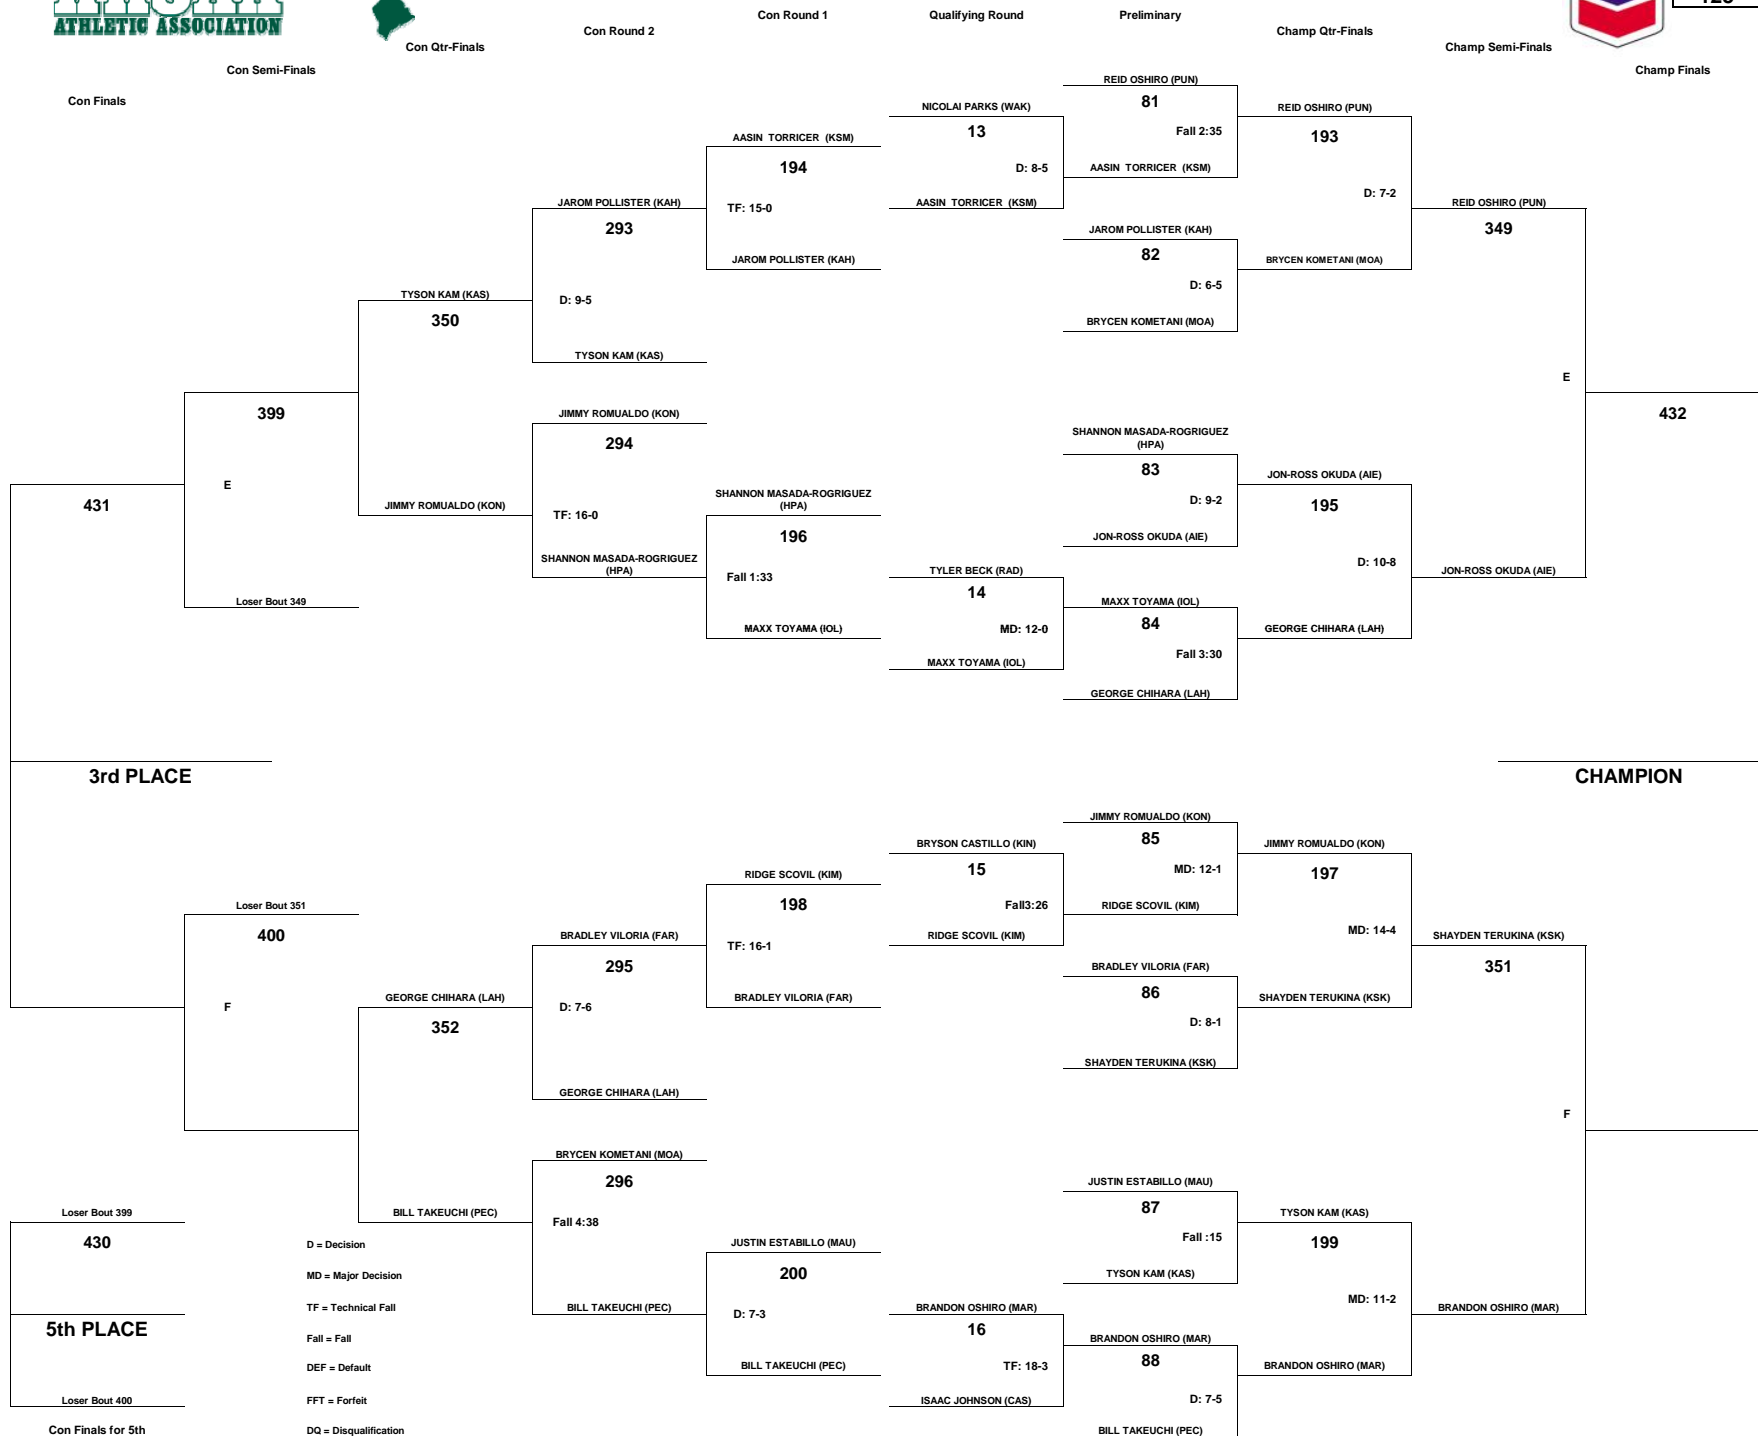 ATHLETIC ASSOCIATION
Con Finals
Con Semi-Finals
Con Qtr-Finals
Con Round 2
Con Round 1
Qualifying Round
Preliminary
Champ Qtr-Finals
Champ Semi-Finals
Champ Finals
REID OSHIRO (PUN)
81
Fall 2:35
AASIN TORRICER (KSM)
NICOLAI PARKS (WAK)
13
D: 8-5
AASIN TORRICER (KSM)
REID OSHIRO (PUN)
193
D: 7-2
BRYCEN KOMETANI (MOA)
AASIN TORRICER (KSM)
194
TF: 15-0
JAROM POLLISTER (KAH)
JAROM POLLISTER (KAH)
293
D: 9-5
TYSON KAM (KAS)
JAROM POLLISTER (KAH)
82
D: 6-5
BRYCEN KOMETANI (MOA)
REID OSHIRO (PUN)
349
E
JON-ROSS OKUDA (AIE)
432
TYSON KAM (KAS)
350
JIMMY ROMUALDO (KON)
399
E
Loser Bout 349
431
JIMMY ROMUALDO (KON)
294
TF: 16-0
SHANNON MASADA-ROGRIGUEZ
(HPA)
SHANNON MASADA-ROGRIGUEZ
(HPA)
196
Fall 1:33
MAXX TOYAMA (IOL)
SHANNON MASADA-ROGRIGUEZ
(HPA)
83
D: 9-2
JON-ROSS OKUDA (AIE)
JON-ROSS OKUDA (AIE)
195
D: 10-8
GEORGE CHIHARA (LAH)
TYLER BECK (RAD)
14
MD: 12-0
MAXX TOYAMA (IOL)
MAXX TOYAMA (IOL)
84
Fall 3:30
GEORGE CHIHARA (LAH)
3rd PLACE
CHAMPION
JIMMY ROMUALDO (KON)
85
MD: 12-1
RIDGE SCOVIL (KIM)
BRYSON CASTILLO (KIN)
15
Fall3:26
RIDGE SCOVIL (KIM)
JIMMY ROMUALDO (KON)
197
MD: 14-4
SHAYDEN TERUKINA (KSK)
RIDGE SCOVIL (KIM)
198
TF: 16-1
BRADLEY VILORIA (FAR)
Loser Bout 351
400
F
BRADLEY VILORIA (FAR)
295
D: 7-6
GEORGE CHIHARA (LAH)
GEORGE CHIHARA (LAH)
352
BILL TAKEUCHI (PEC)
BRADLEY VILORIA (FAR)
86
D: 8-1
SHAYDEN TERUKINA (KSK)
SHAYDEN TERUKINA (KSK)
351
F
BRANDON OSHIRO (MAR)
BRYCEN KOMETANI (MOA)
296
Fall 4:38
BILL TAKEUCHI (PEC)
JUSTIN ESTABILLO (MAU)
87
Fall :15
TYSON KAM (KAS)
TYSON KAM (KAS)
199
MD: 11-2
BRANDON OSHIRO (MAR)
JUSTIN ESTABILLO (MAU)
200
D: 7-3
BILL TAKEUCHI (PEC)
BRANDON OSHIRO (MAR)
16
TF: 18-3
ISAAC JOHNSON (CAS)
BRANDON OSHIRO (MAR)
88
D: 7-5
BILL TAKEUCHI (PEC)
Loser Bout 399
430
5th PLACE
Loser Bout 400
Con Finals for 5th
D = Decision
MD = Major Decision
TF = Technical Fall
Fall = Fall
DEF = Default
FFT = Forfeit
DQ = Disqualification